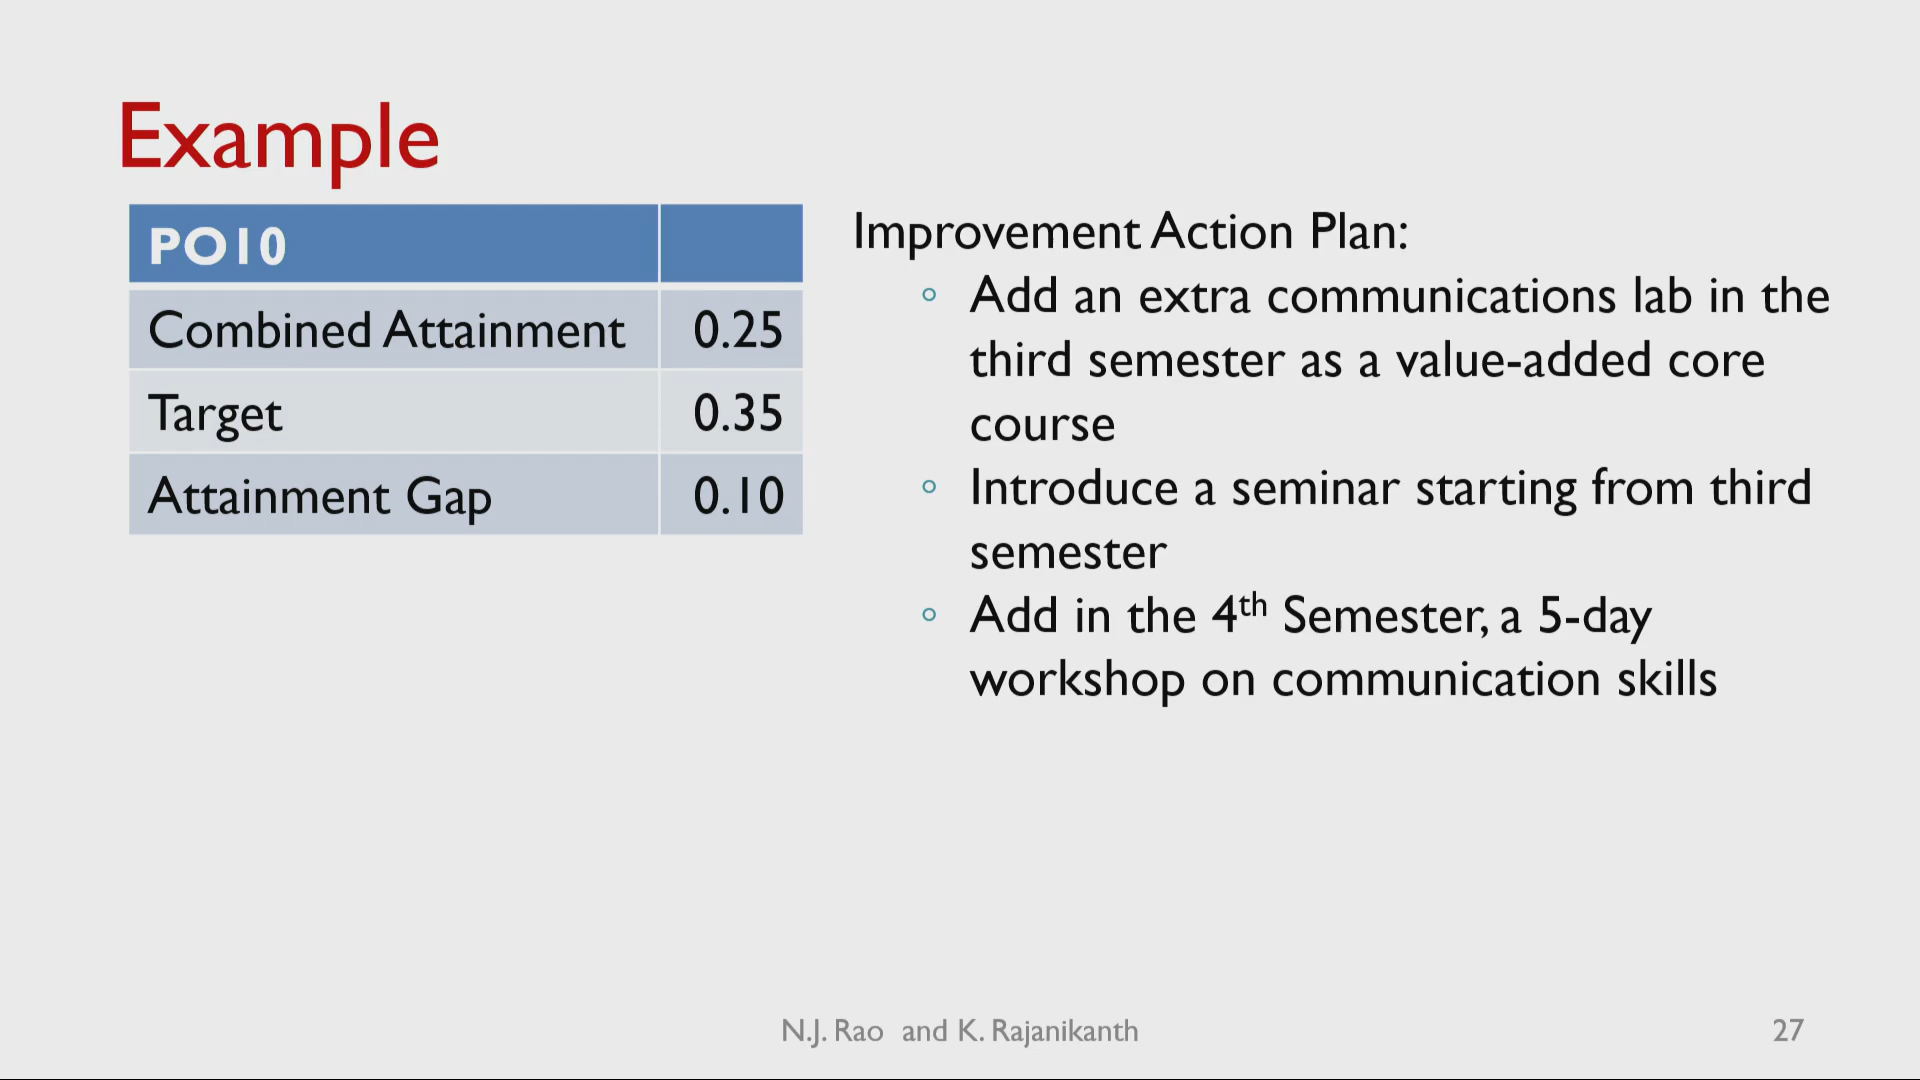 Example
PO10
Combined Attainment 0.25
Target 0.35
Attainment Gap 0.10
Improvement Action Plan:
◦ Add an extra communications lab in the
third semester as a value-added core
course
◦ Introduce a seminar starting from third
semester
◦ Add in the 4th Semester, a 5-day
workshop on communication skills
N.J. Rao and K. Rajanikanth
27